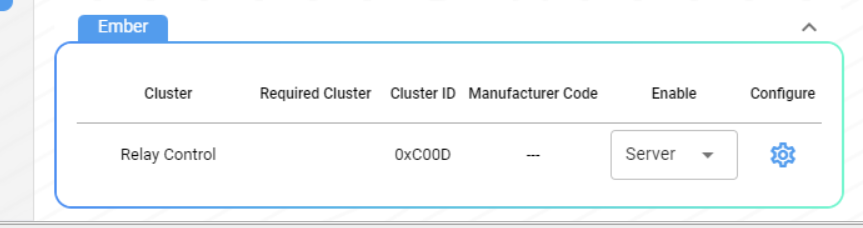 Ember
Cluster Required Cluster Cluster ID Manufacturer Code Enable Configure
Relay Control 0xC00D --- Server